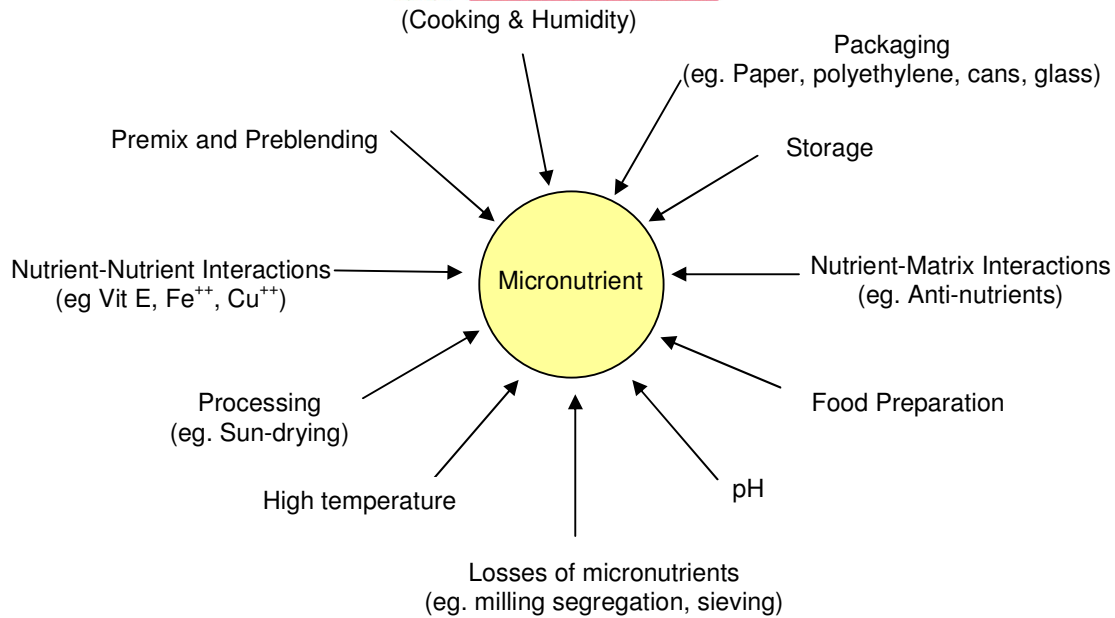 (Cooking & Humidity)
Packaging
(eg. Paper, polyethylene, cans, glass)
Premix and Preblending
Storage
Nutrient-Nutrient Interactions
(eg Vit E, Fe++, Cu++)
Micronutrient
Nutrient-Matrix Interactions
(eg. Anti-nutrients)
Processing
(eg. Sun-drying)
Food Preparation
High temperature
pH
Losses of micronutrients
(eg. milling segregation, sieving)